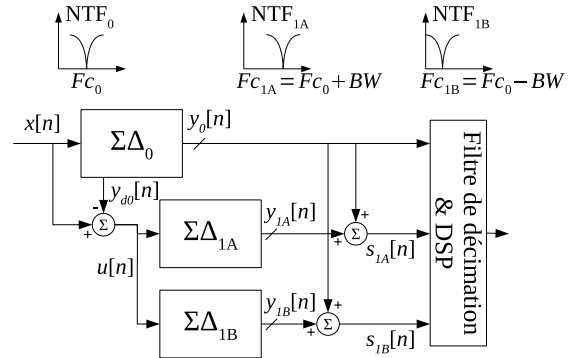 NTF₀
NTF₁A
NTF₁B
Fc₀
Fc₁A = Fc₀ + BW
Fc₁B = Fc₀ − BW
x[n]
y₀[n]
ΣΔ₀
-
y_d0[n]
Σ
+
u[n]
ΣΔ₁A
y₁A[n]
+
+
Σ
s₁A[n]
ΣΔ₁B
y₁B[n]
+
+
Σ
s₁B[n]
Filtre de décimation
& DSP